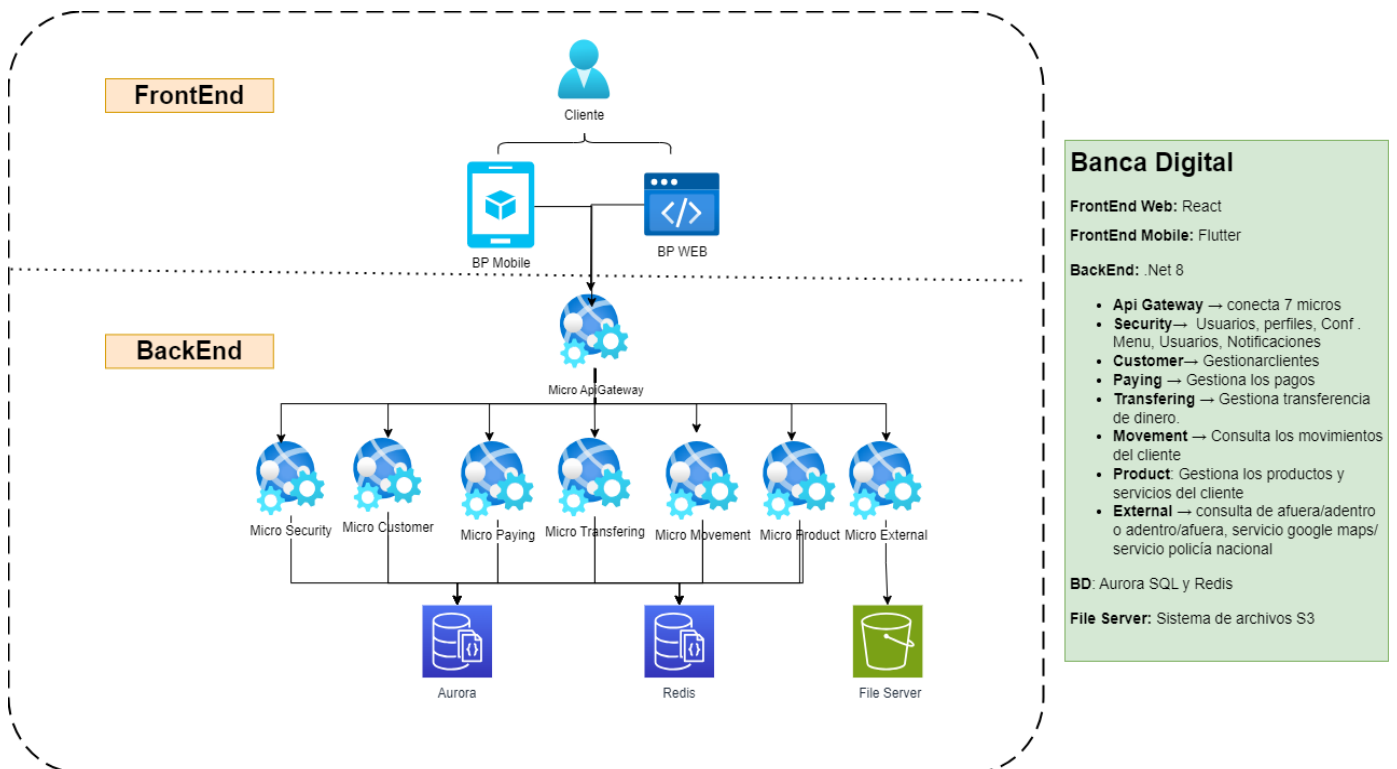 FrontEnd
Cliente
BP Mobile
BP WEB
BackEnd
Micro ApiGateway
Micro Security
Micro Customer
Micro Paying
Micro Transfering
Micro Movement
Micro Product
Micro External
Aurora
Redis
File Server
Banca Digital
FrontEnd Web: React
FrontEnd Mobile: Flutter
BackEnd: .Net 8
• Api Gateway → conecta 7 micros
• Security→ Usuarios, perfiles, Conf .
Menu, Usuarios, Notificaciones
• Customer→ Gestionarclientes
• Paying → Gestiona los pagos
• Transfering → Gestiona transferencia
de dinero.
• Movement → Consulta los movimientos
del cliente
• Product: Gestiona los productos y
servicios del cliente
• External → consulta de afuera/adentro
o adentro/afuera, servicio google maps/
servicio policía nacional
BD: Aurora SQL y Redis
File Server: Sistema de archivos S3